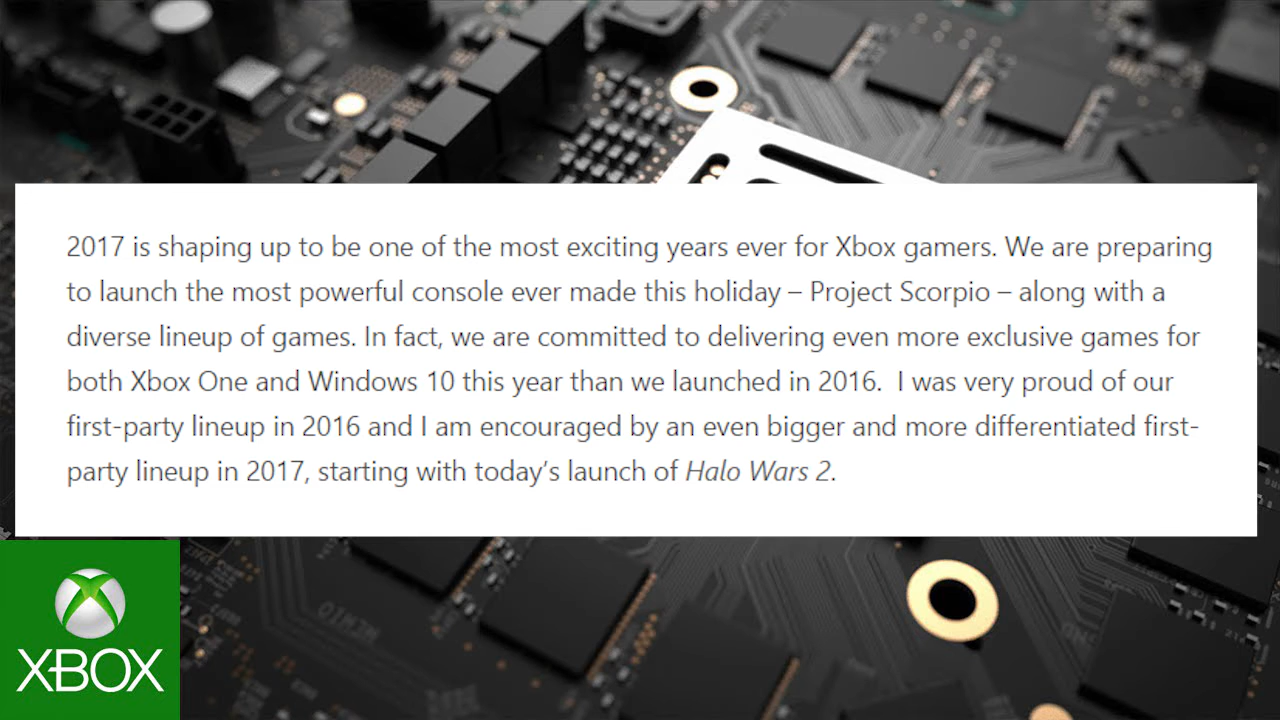 2017 is shaping up to be one of the most exciting years ever for Xbox gamers. We are preparing
to launch the most powerful console ever made this holiday – Project Scorpio – along with a
diverse lineup of games. In fact, we are committed to delivering even more exclusive games for
both Xbox One and Windows 10 this year than we launched in 2016.  I was very proud of our
first-party lineup in 2016 and I am encouraged by an even bigger and more differentiated first-
party lineup in 2017, starting with today’s launch of Halo Wars 2.
XBOX